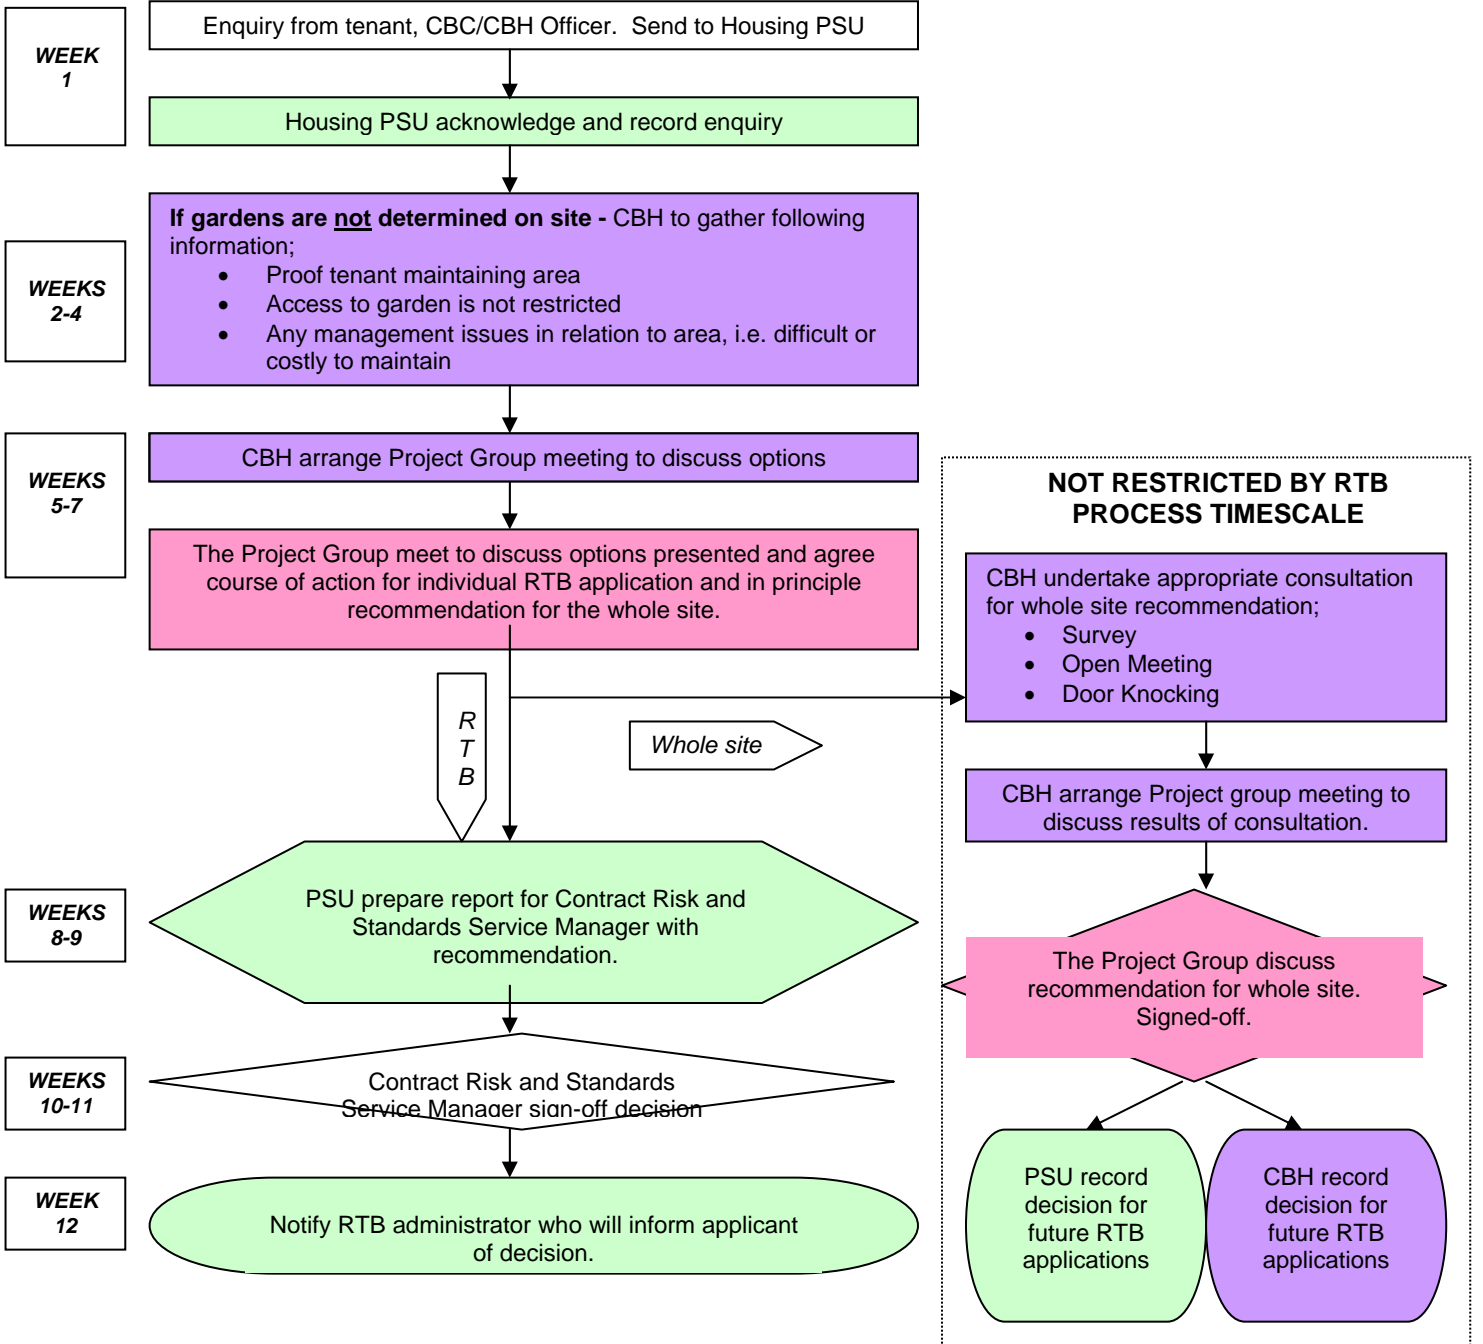 WEEK
1
Enquiry from tenant, CBC/CBH Officer.  Send to Housing PSU
Housing PSU acknowledge and record enquiry
WEEKS
2-4
If gardens are not determined on site - CBH to gather following
information;
• Proof tenant maintaining area
• Access to garden is not restricted
• Any management issues in relation to area, i.e. difficult or
costly to maintain
WEEKS
5-7
CBH arrange Project Group meeting to discuss options
The Project Group meet to discuss options presented and agree
course of action for individual RTB application and in principle
recommendation for the whole site.
R
T
B
Whole site
NOT RESTRICTED BY RTB
PROCESS TIMESCALE
CBH undertake appropriate consultation
for whole site recommendation;
• Survey
• Open Meeting
• Door Knocking
CBH arrange Project group meeting to
discuss results of consultation.
The Project Group discuss
recommendation for whole site.
Signed-off.
PSU record
decision for
future RTB
applications
CBH record
decision for
future RTB
applications
WEEKS
8-9
PSU prepare report for Contract Risk and
Standards Service Manager with
recommendation.
WEEKS
10-11
Contract Risk and Standards
Service Manager sign-off decision
WEEK
12
Notify RTB administrator who will inform applicant
of decision.